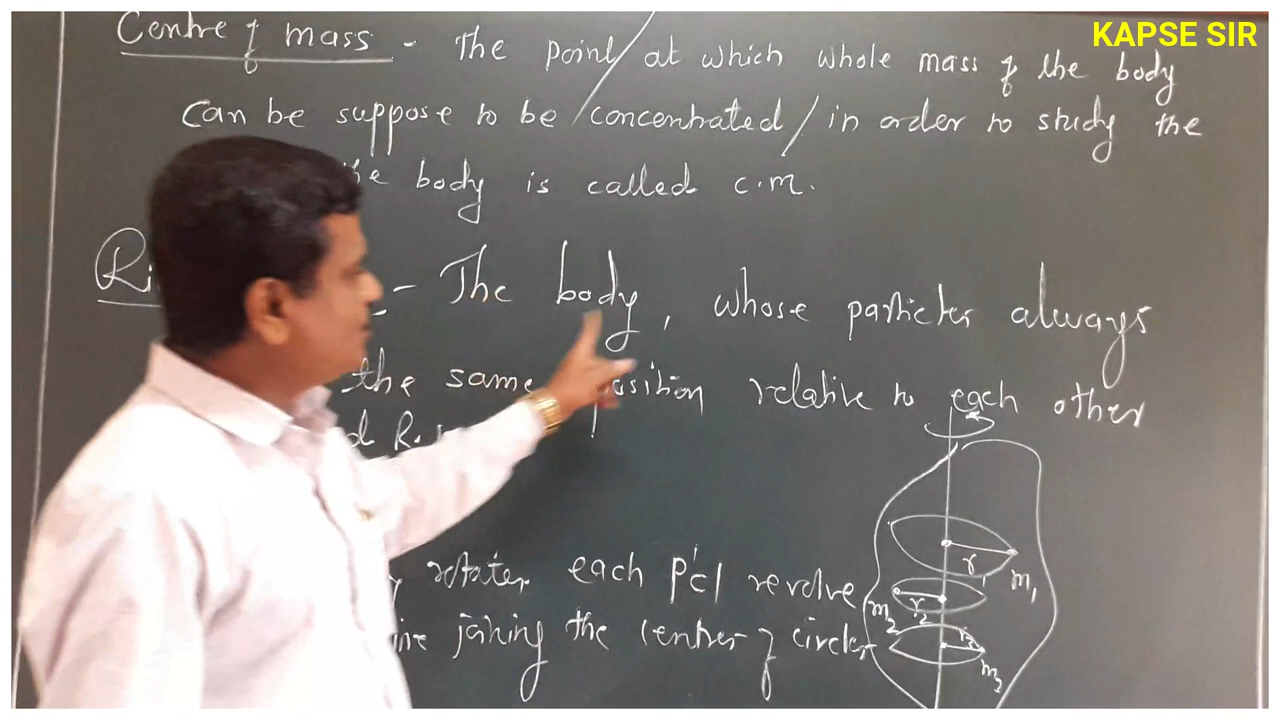 KAPSE SIR
Centre of mass - The point / at which whole mass of the body
Can be suppose to be / concentrated / in order to study the
body is called c.m.
- The body, whose particles always
the same position relative to each other
rotates each p'cl revolve
joining the center of circles
r1
m1
m2
r2
r3
m3